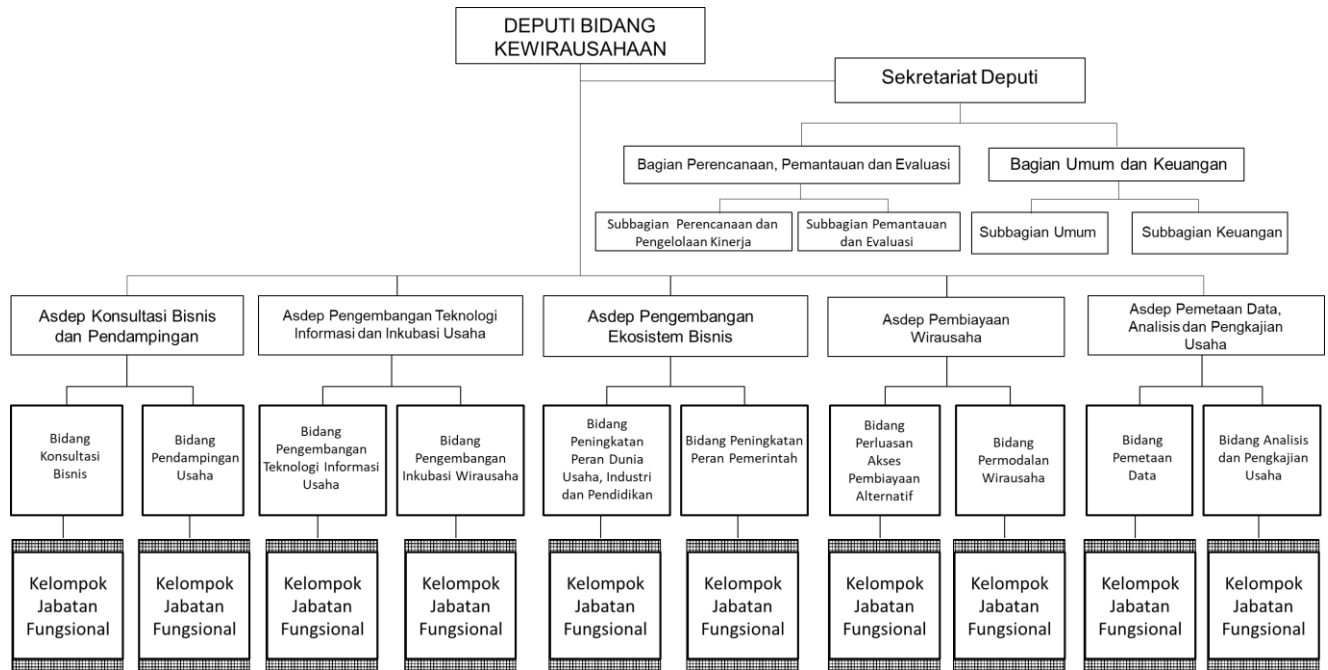 DEPUTI BIDANG
KEWIRAUSAHAAN
Sekretariat Deputi
Bagian Perencanaan, Pemantauan dan Evaluasi
Bagian Umum dan Keuangan
Subbagian Perencanaan dan
Pengelolaan Kinerja
Subbagian Pemantauan
dan Evaluasi
Subbagian Umum
Subbagian Keuangan
Asdep Konsultasi Bisnis
dan Pendampingan
Asdep Pengembangan Teknologi
Informasi dan Inkubasi Usaha
Asdep Pengembangan
Ekosistem Bisnis
Asdep Pembiayaan
Wirausaha
Asdep Pemetaan Data,
Analisis dan Pengkajian
Usaha
Bidang
Konsultasi
Bisnis
Bidang
Pendampingan
Usaha
Bidang
Pengembangan
Teknologi Informasi
Usaha
Bidang
Pengembangan
Inkubasi Wirausaha
Bidang
Peningkatan
Peran Dunia
Usaha, Industri
dan Pendidikan
Bidang Peningkatan
Peran Pemerintah
Bidang
Perluasan
Akses
Pembiayaan
Alternatif
Bidang
Permodalan
Wirausaha
Bidang
Pemetaan
Data
Bidang Analisis
dan Pengkajian
Usaha
Kelompok
Jabatan
Fungsional
Kelompok
Jabatan
Fungsional
Kelompok
Jabatan
Fungsional
Kelompok
Jabatan
Fungsional
Kelompok
Jabatan
Fungsional
Kelompok
Jabatan
Fungsional
Kelompok
Jabatan
Fungsional
Kelompok
Jabatan
Fungsional
Kelompok
Jabatan
Fungsional
Kelompok
Jabatan
Fungsional